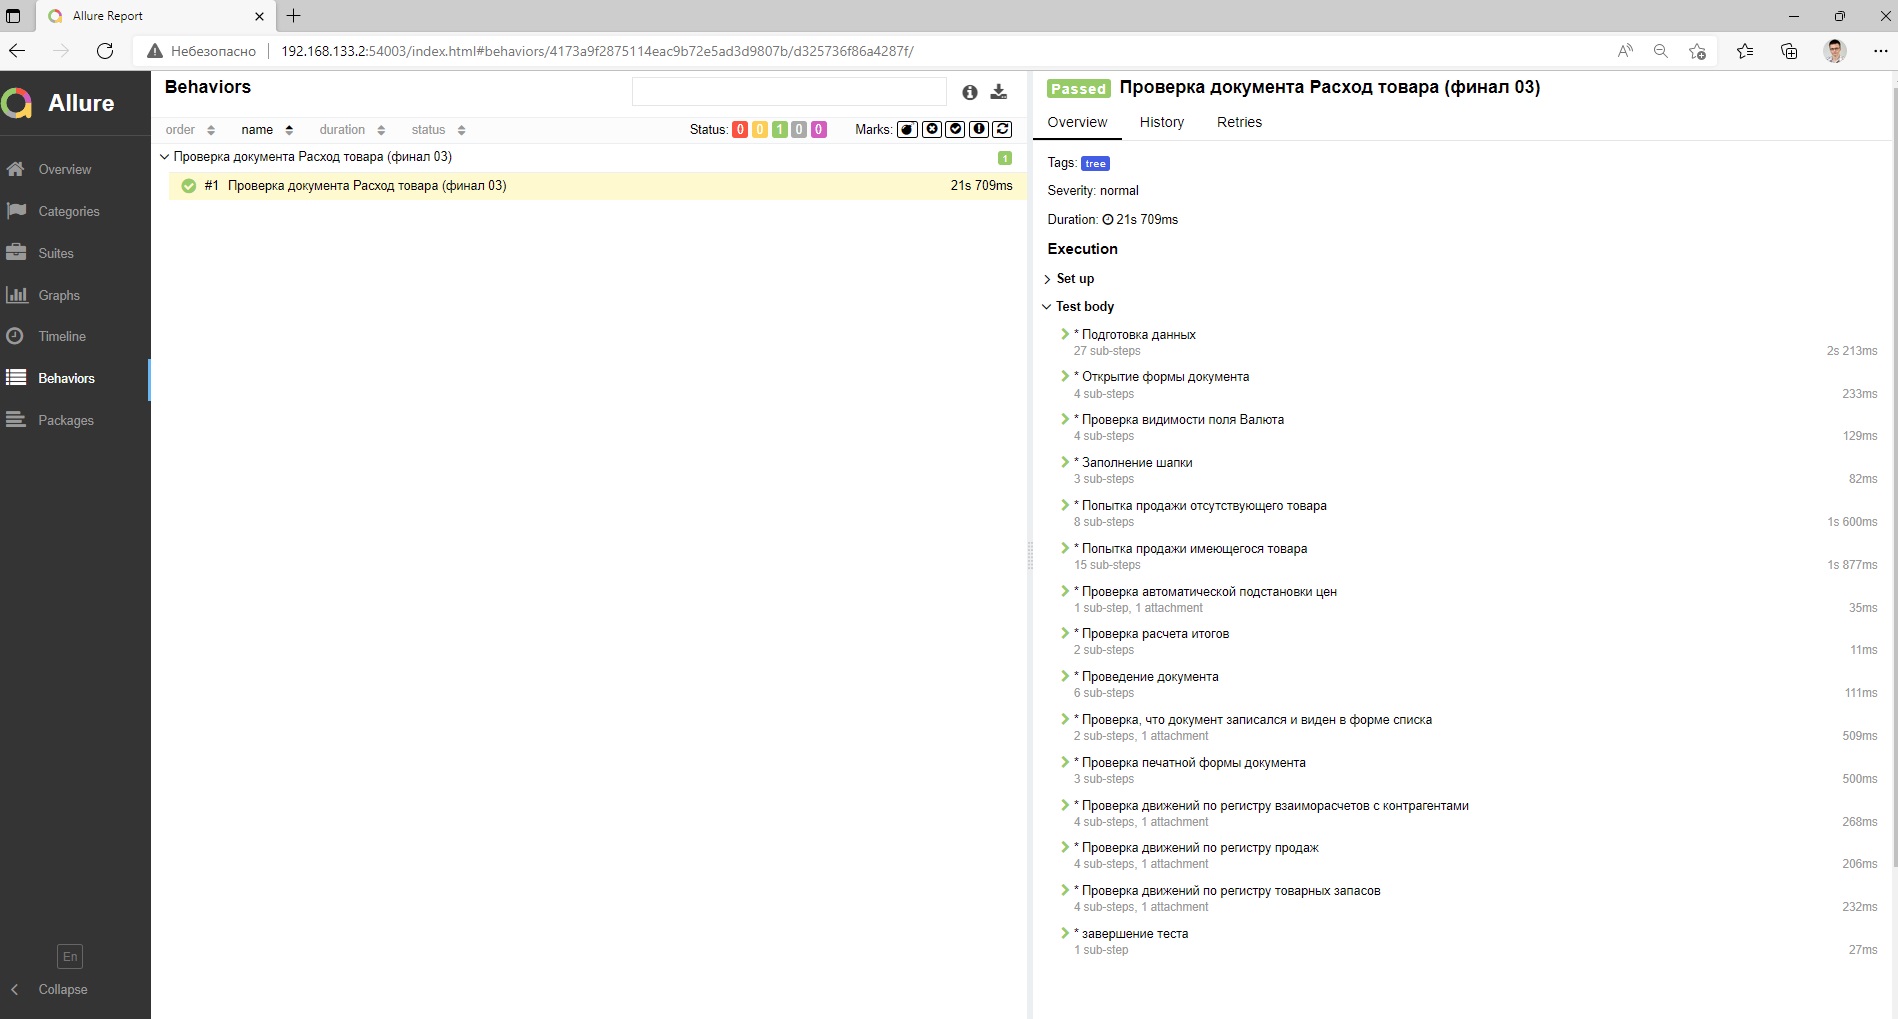 Allure Report
Небезопасно
192.168.133.2:54003/index.html#behaviors/4173a9f2875114eac9b72e5ad3d9807b/d325736f86a4287f/
Allure
Overview
Categories
Suites
Graphs
Timeline
Behaviors
Packages
En
Collapse
Behaviors
order name duration status Status: 0 0 1 0 0 Marks:
Проверка документа Расход товара (финал 03) 1
#1 Проверка документа Расход товара (финал 03) 21s 709ms
Passed Проверка документа Расход товара (финал 03)
Overview History Retries
Tags: tree
Severity: normal
Duration: 21s 709ms
Execution
Set up
Test body
* Подготовка данных
27 sub-steps 2s 213ms
* Открытие формы документа
4 sub-steps 233ms
* Проверка видимости поля Валюта
4 sub-steps 129ms
* Заполнение шапки
3 sub-steps 82ms
* Попытка продажи отсутствующего товара
8 sub-steps 1s 600ms
* Попытка продажи имеющегося товара
15 sub-steps 1s 877ms
* Проверка автоматической подстановки цен
1 sub-step, 1 attachment 35ms
* Проверка расчета итогов
2 sub-steps 11ms
* Проведение документа
6 sub-steps 111ms
* Проверка, что документ записался и виден в форме списка
2 sub-steps, 1 attachment 509ms
* Проверка печатной формы документа
3 sub-steps 500ms
* Проверка движений по регистру взаиморасчетов с контрагентами
4 sub-steps, 1 attachment 268ms
* Проверка движений по регистру продаж
4 sub-steps, 1 attachment 206ms
* Проверка движений по регистру товарных запасов
4 sub-steps, 1 attachment 232ms
* завершение теста
1 sub-step 27ms